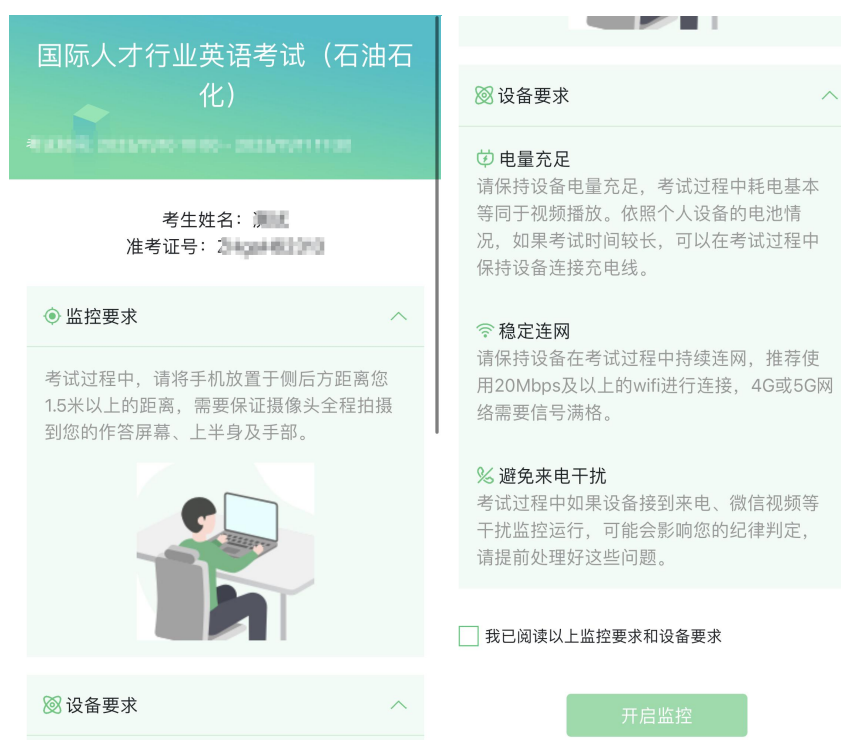 国际人才行业英语考试（石油石
化）
考生姓名：
准考证号：
监控要求
考试过程中，请将手机放置于侧后方距离您
1.5米以上的距离，需要保证摄像头全程拍摄
到您的作答屏幕、上半身及手部。
设备要求
设备要求
电量充足
请保持设备电量充足，考试过程中耗电基本
等同于视频播放。依照个人设备的电池情
况，如果考试时间较长，可以在考试过程中
保持设备连接充电线。
稳定连网
请保持设备在考试过程中持续连网，推荐使
用20Mbps及以上的wifi进行连接，4G或5G网
络需要信号满格。
避免来电干扰
考试过程中如果设备接到来电、微信视频等
干扰监控运行，可能会影响您的纪律判定，
请提前处理好这些问题。
我已阅读以上监控要求和设备要求
开启监控